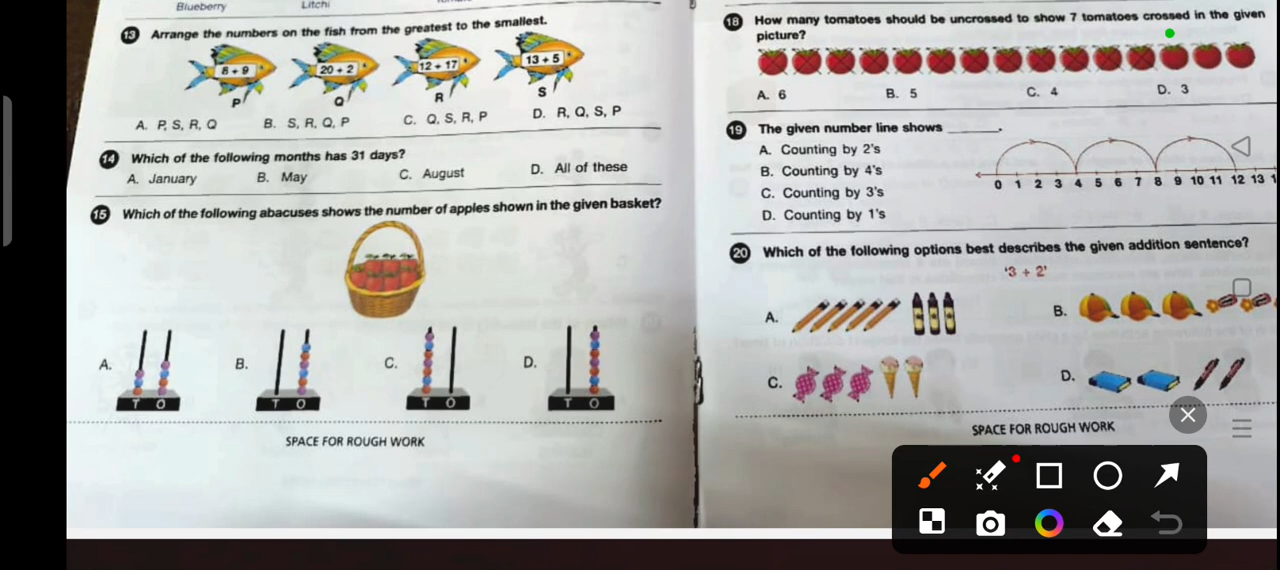 Blueberry
Litchi
13 Arrange the numbers on the fish from the greatest to the smallest.
8 + 9
20 + 2
12 + 17
13 + 5
P
Q
R
S
A. P, S, R, Q
B. S, R, Q, P
C. Q, S, R, P
D. R, Q, S, P
14 Which of the following months has 31 days?
A. January
B. May
C. August
D. All of these
15 Which of the following abacuses shows the number of apples shown in the given basket?
A.
B.
C.
D.
T O
T O
T O
T O
SPACE FOR ROUGH WORK
18 How many tomatoes should be uncrossed to show 7 tomatoes crossed in the given
picture?
A. 6
B. 5
C. 4
D. 3
19 The given number line shows ______.
A. Counting by 2's
B. Counting by 4's
C. Counting by 3's
D. Counting by 1's
0 1 2 3 4 5 6 7 8 9 10 11 12 13
20 Which of the following options best describes the given addition sentence?
'3 + 2'
A.
B.
C.
D.
SPACE FOR ROUGH WORK